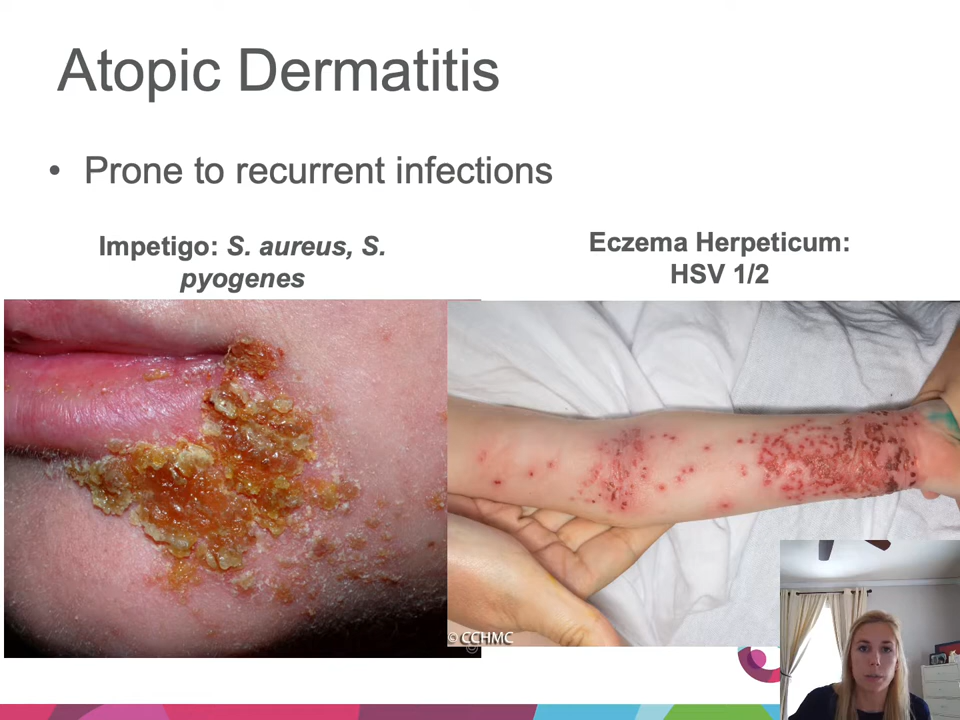 Atopic Dermatitis
• Prone to recurrent infections
Impetigo: S. aureus, S.
pyogenes
Eczema Herpeticum:
HSV 1/2
© CCHMC
©